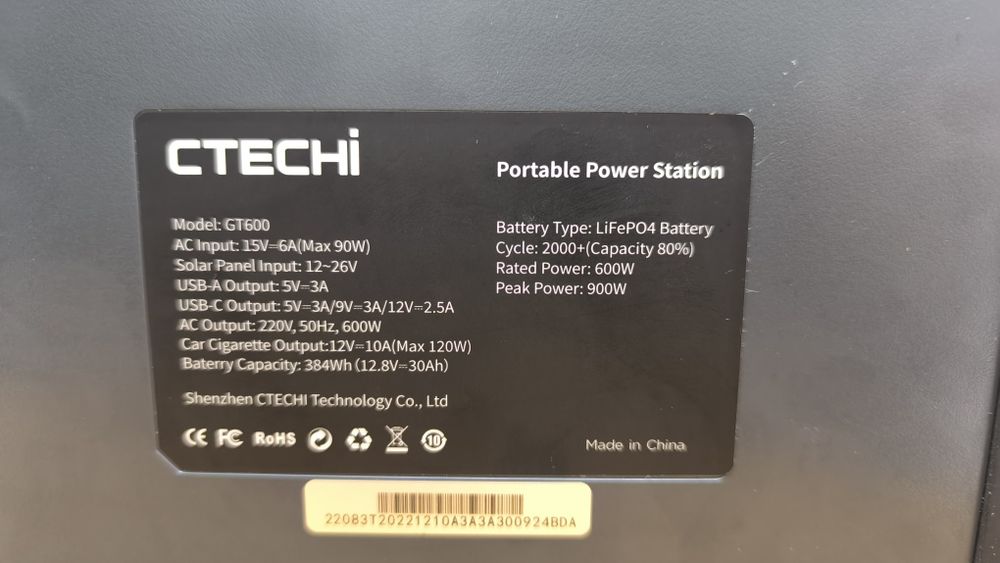 CTECHi
Portable Power Station
Model: GT600
AC Input: 15V⎓6A(Max 90W)
Solar Panel Input: 12~26V
USB-A Output: 5V⎓3A
USB-C Output: 5V⎓3A/9V⎓3A/12V⎓2.5A
AC Output: 220V, 50Hz, 600W
Car Cigarette Output:12V⎓10A(Max 120W)
Baterry Capacity: 384Wh (12.8V⎓30Ah)
Battery Type: LiFePO4 Battery
Cycle: 2000+(Capacity 80%)
Rated Power: 600W
Peak Power: 900W
Shenzhen CTECHI Technology Co., Ltd
CE FC RoHS 10
Made in China
22083T20221210A3A3A300924BDA